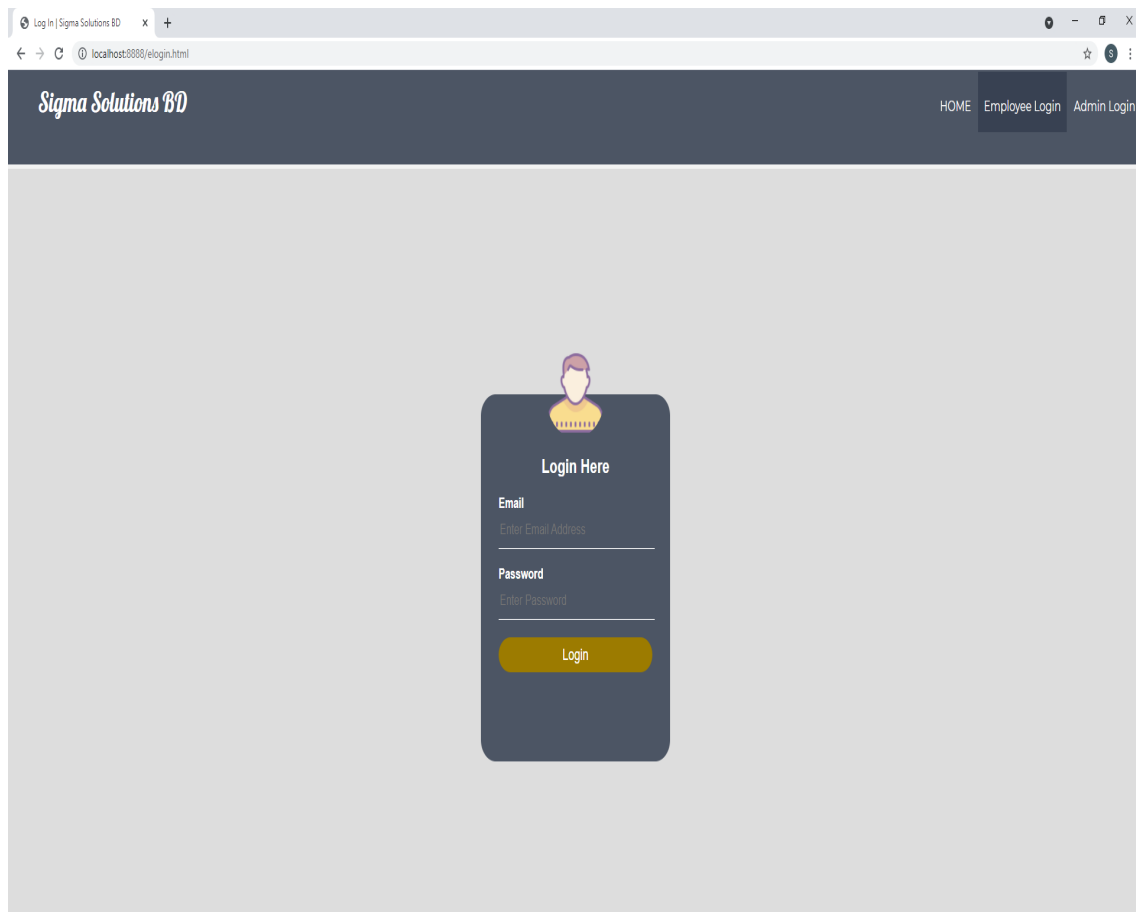 Log In | Sigma Solutions BD
localhost:8888/elogin.html
S
Sigma Solutions BD
HOME Employee Login Admin Login
Login Here
Email
Enter Email Address
Password
Enter Password
Login